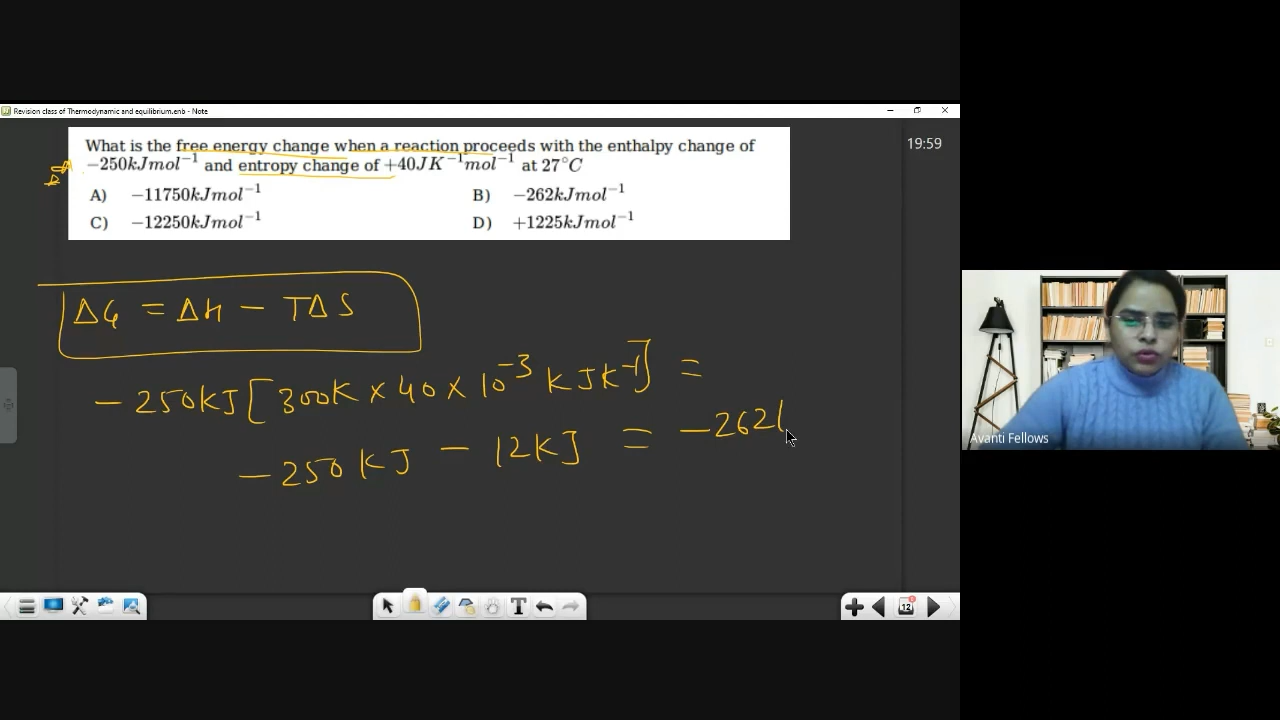 Revision class of Thermodynamic and equilibrium.enb - Note
19:59
What is the free energy change when a reaction proceeds with the enthalpy change of
−250kJmol⁻¹ and entropy change of +40JK⁻¹mol⁻¹ at 27°C
A) −11750kJmol⁻¹
B) −262kJmol⁻¹
C) −12250kJmol⁻¹
D) +1225kJmol⁻¹
ΔG = ΔH − TΔS
−250KJ[300K × 40 × 10⁻³ KJK⁻¹] =
−250KJ − 12KJ = −262
Avanti Fellows
T
12